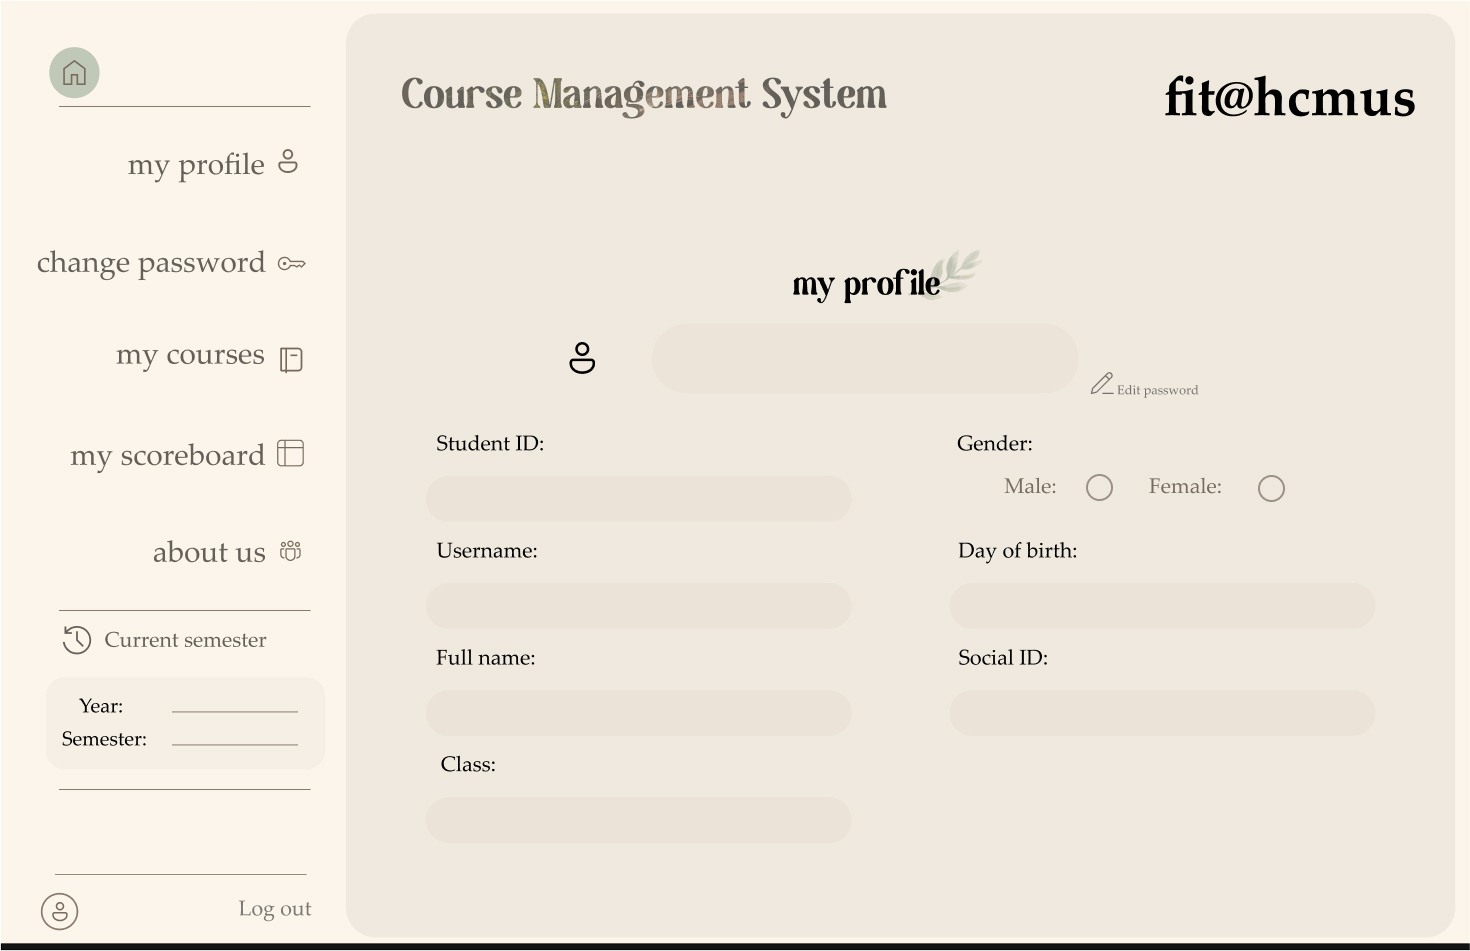 Course Management System
fit@hcmus
my profile
change password
my courses
my scoreboard
about us
Current semester
Year:
Semester:
Log out
my profile
Edit password
Student ID:
Gender:
Male:
Female:
Username:
Day of birth:
Full name:
Social ID:
Class: